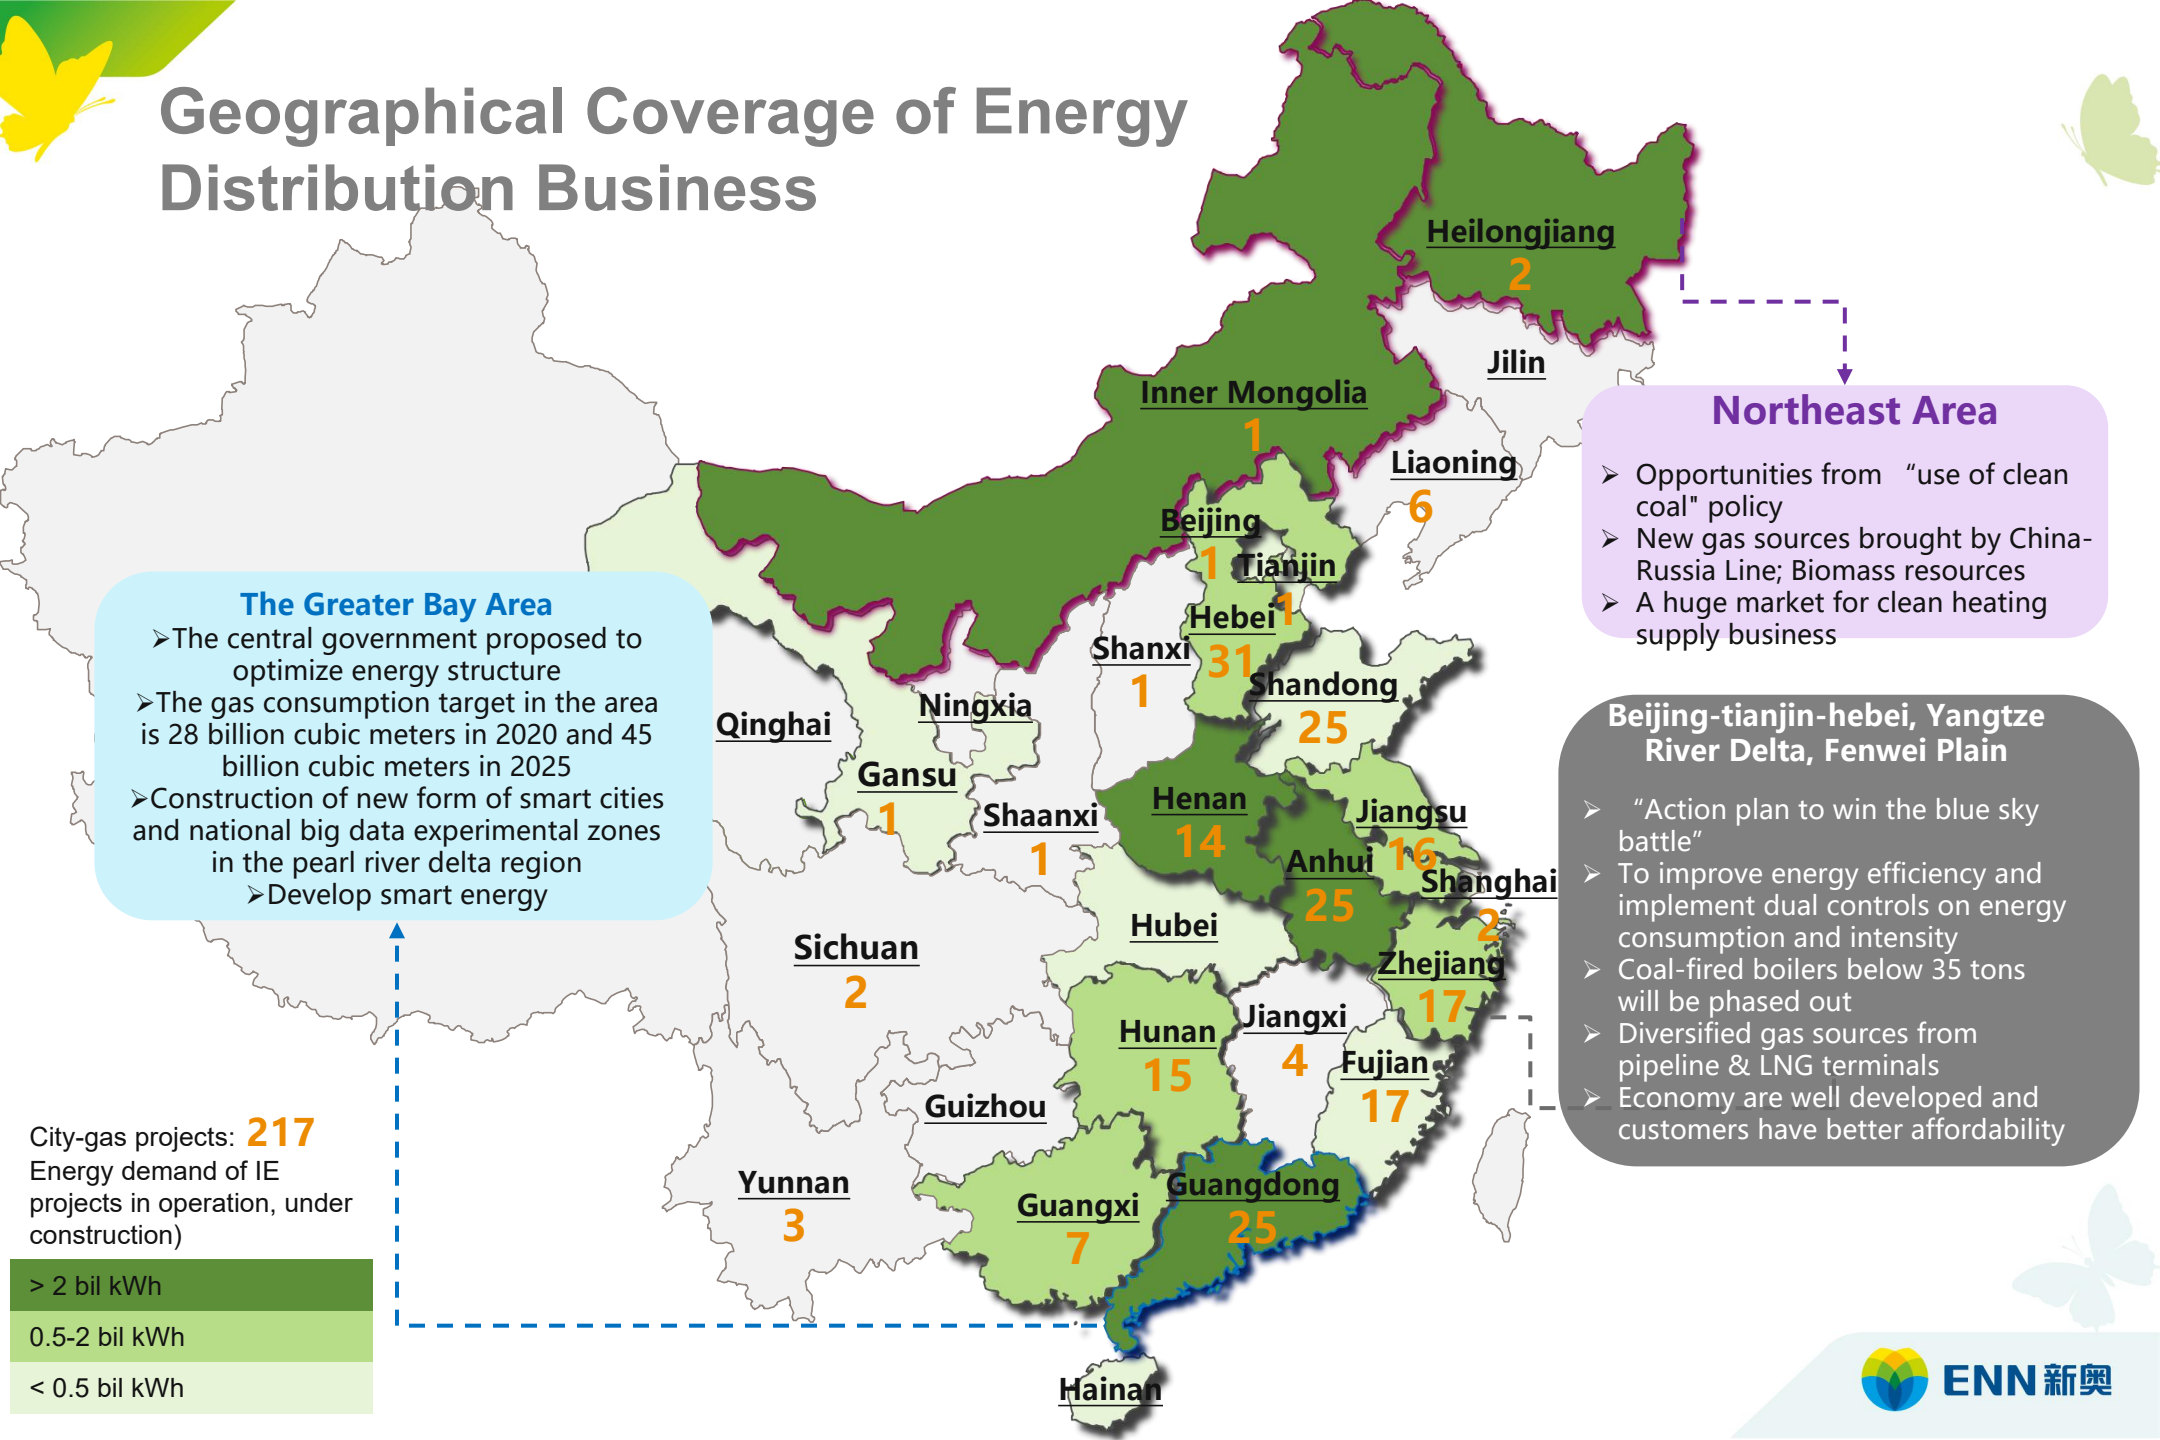 Geographical Coverage of Energy
Distribution Business
Heilongjiang
2
Jilin
Inner Mongolia
1
Liaoning
6
Beijing
1
Tianjin
1
Hebei
31
Shanxi
1
Shandong
25
Ningxia
Qinghai
Gansu
1
Shaanxi
1
Henan
14
Jiangsu
16
Anhui
25
Shanghai
2
Hubei
Sichuan
2
Zhejiang
17
Hunan
15
Jiangxi
4
Fujian
17
Guizhou
Yunnan
3
Guangxi
7
Guangdong
25
Hainan
Northeast Area
➢ Opportunities from “use of clean
coal" policy
➢ New gas sources brought by China-
Russia Line; Biomass resources
➢ A huge market for clean heating
supply business
The Greater Bay Area
➢The central government proposed to
optimize energy structure
➢The gas consumption target in the area
is 28 billion cubic meters in 2020 and 45
billion cubic meters in 2025
➢Construction of new form of smart cities
and national big data experimental zones
in the pearl river delta region
➢Develop smart energy
Beijing-tianjin-hebei, Yangtze
River Delta, Fenwei Plain
➢ “Action plan to win the blue sky
battle”
➢ To improve energy efficiency and
implement dual controls on energy
consumption and intensity
➢ Coal-fired boilers below 35 tons
will be phased out
➢ Diversified gas sources from
pipeline & LNG terminals
➢ Economy are well developed and
customers have better affordability
City-gas projects: 217
Energy demand of IE
projects in operation, under
construction)
> 2 bil kWh
0.5-2 bil kWh
< 0.5 bil kWh
ENN新奥